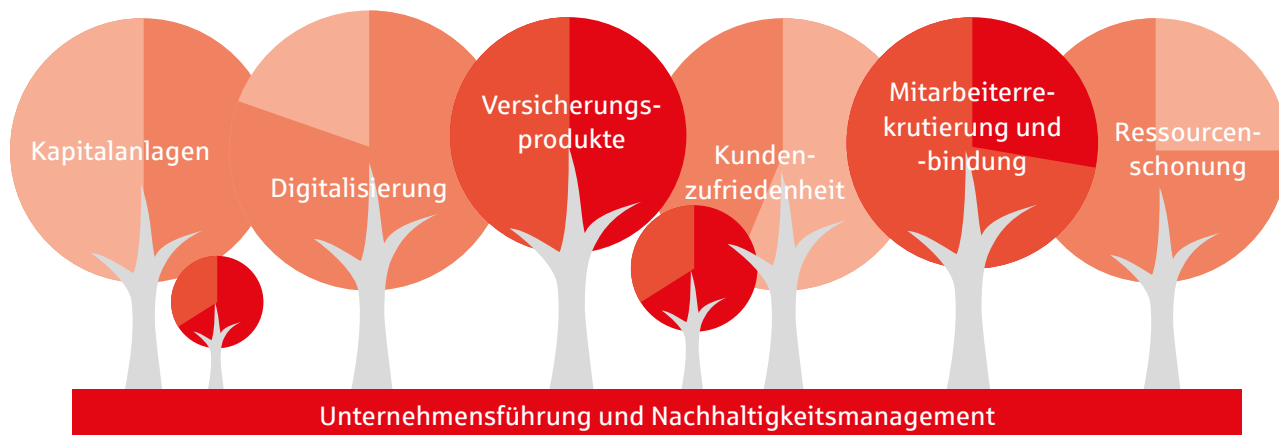 Kapitalanlagen
Digitalisierung
Versicherungs-
produkte
Kunden-
zufriedenheit
Mitarbeiterre-
krutierung und
-bindung
Ressourcen-
schonung
Unternehmensführung und Nachhaltigkeitsmanagement